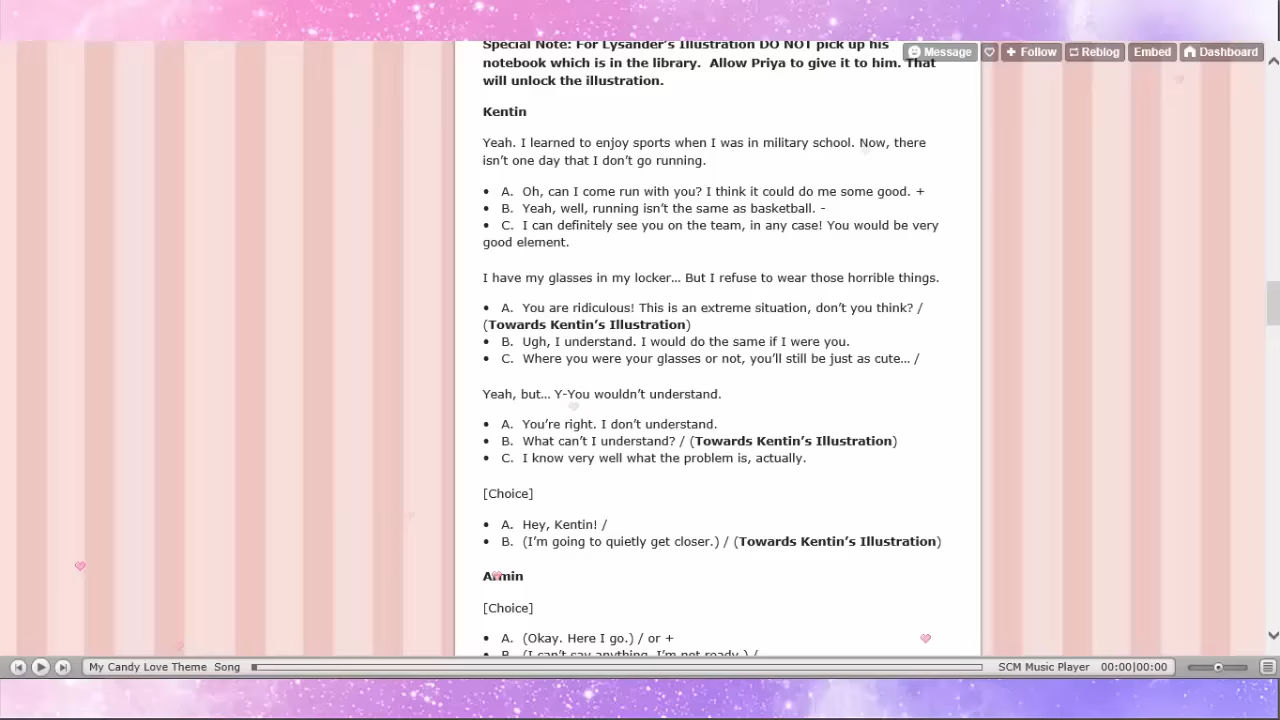 Special Note: For Lysander's Illustration DO NOT pick up his
Message Follow Reblog Embed Dashboard
notebook which is in the library.  Allow Priya to give it to him. That
will unlock the illustration.
Kentin
Yeah. I learned to enjoy sports when I was in military school. Now, there
isn't one day that I don't go running.
• A. Oh, can I come run with you? I think it could do me some good. +
• B. Yeah, well, running isn't the same as basketball. -
• C. I can definitely see you on the team, in any case! You would be very
good element.
I have my glasses in my locker... But I refuse to wear those horrible things.
• A. You are ridiculous! This is an extreme situation, don't you think? /
(Towards Kentin's Illustration)
• B. Ugh, I understand. I would do the same if I were you.
• C. Where you were your glasses or not, you'll still be just as cute... /
Yeah, but... Y-You wouldn't understand.
• A. You're right. I don't understand.
• B. What can't I understand? / (Towards Kentin's Illustration)
• C. I know very well what the problem is, actually.
[Choice]
• A. Hey, Kentin! /
• B. (I'm going to quietly get closer.) / (Towards Kentin's Illustration)
Armin
[Choice]
• A. (Okay. Here I go.) / or +
• B. (I can't say anything. I'm not ready.) /
My Candy Love Theme Song SCM Music Player 00:00|00:00